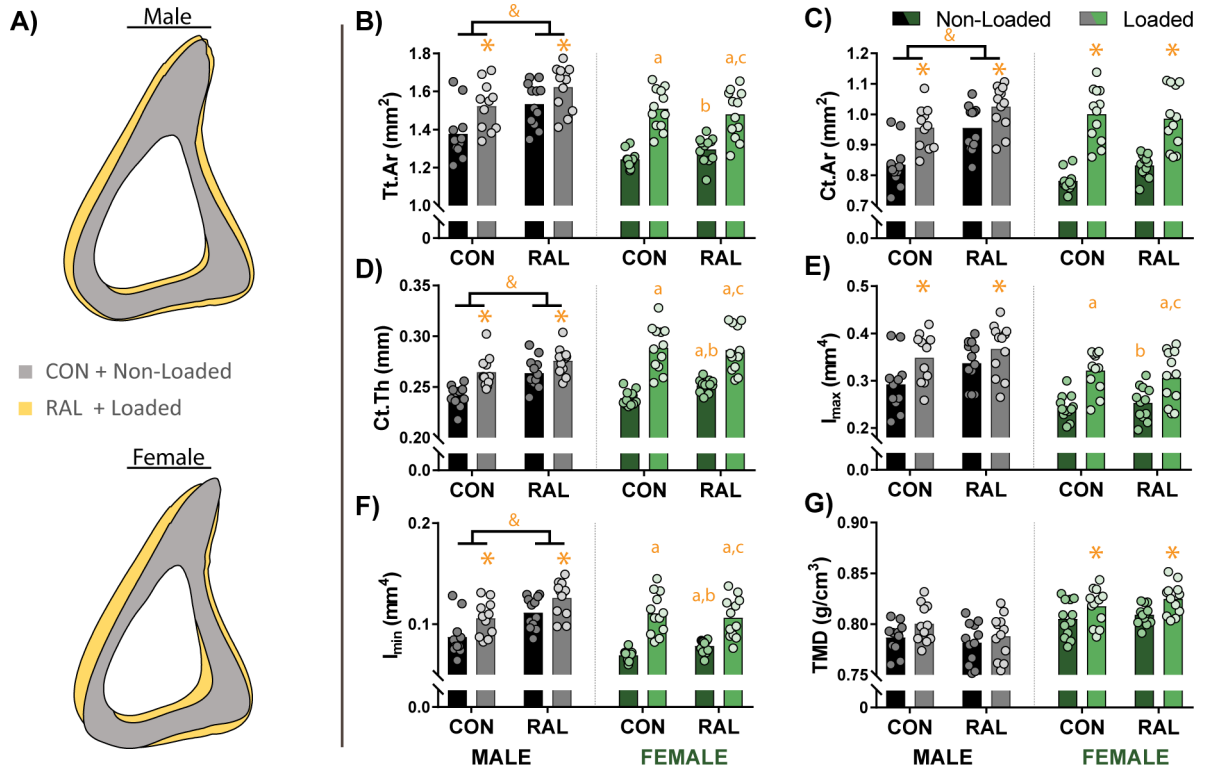 A)
Male
CON + Non-Loaded
RAL + Loaded
Female
Non-Loaded Loaded
B)
&
* * a a,c
b
Tt.Ar (mm2)
1.8
1.6
1.4
1.2
1.0
0
CON RAL CON RAL
C)
&
* * * *
Ct.Ar (mm2)
1.2
1.1
1.0
0.9
0.8
0.7
0.0
CON RAL CON RAL
D)
&
* * a a,c
a,b
Ct.Th (mm)
0.35
0.30
0.25
0.20
0.0
CON RAL CON RAL
E)
* * a a,c
b
Imax (mm4)
0.5
0.4
0.3
0.2
0
CON RAL CON RAL
F)
&
* * a a,c
a,b
Imin (mm4)
0.2
0.1
0.0
0
CON RAL CON RAL
MALE FEMALE
G)
* *
TMD (g/cm3)
0.90
0.85
0.80
0.75
0
CON RAL CON RAL
MALE FEMALE